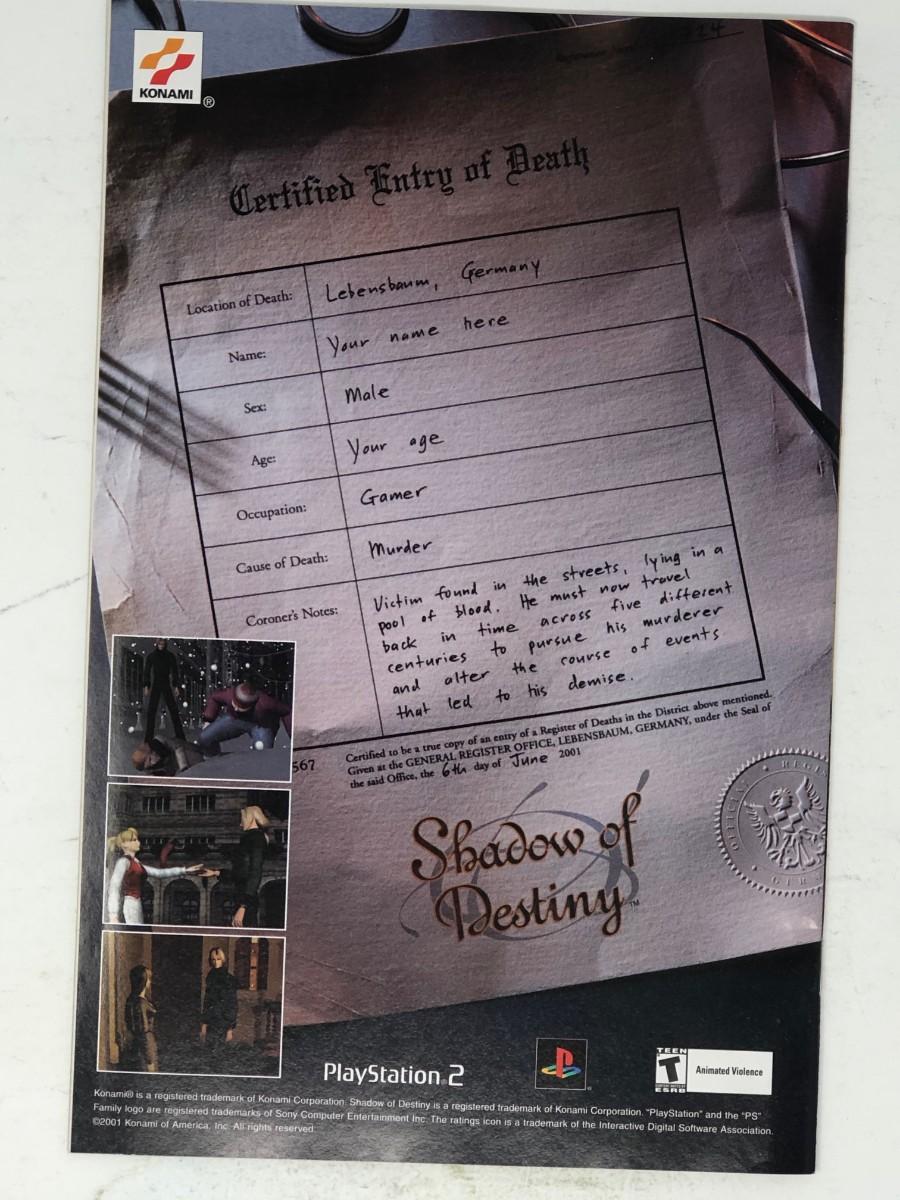 KONAMI ®
24
Certified Entry of Death
Location of Death: Lebensbaum, Germany
Name: Your name here
Sex: Male
Age: Your age
Occupation: Gamer
Cause of Death: Murder
Coroner's Notes: Victim found in the streets, lying in a
pool of blood. He must now travel
back in time across five different
centuries to pursue his murderer
and alter the course of events
that led to his demise.
567
Certified to be a true copy of an entry of a Register of Deaths in the District above mentioned.
Given at the GENERAL REGISTER OFFICE, LEBENSBAUM, GERMANY, under the Seal of
the said Office, the 6th day of June 2001
Shadow of
Destiny™
PlayStation®2
TEEN
T
ESRB
Animated Violence
Konami® is a registered trademark of Konami Corporation. Shadow of Destiny is a registered trademark of Konami Corporation. "PlayStation" and the "PS"
Family logo are registered trademarks of Sony Computer Entertainment Inc. The ratings icon is a trademark of the Interactive Digital Software Association.
©2001 Konami of America, Inc. All rights reserved.